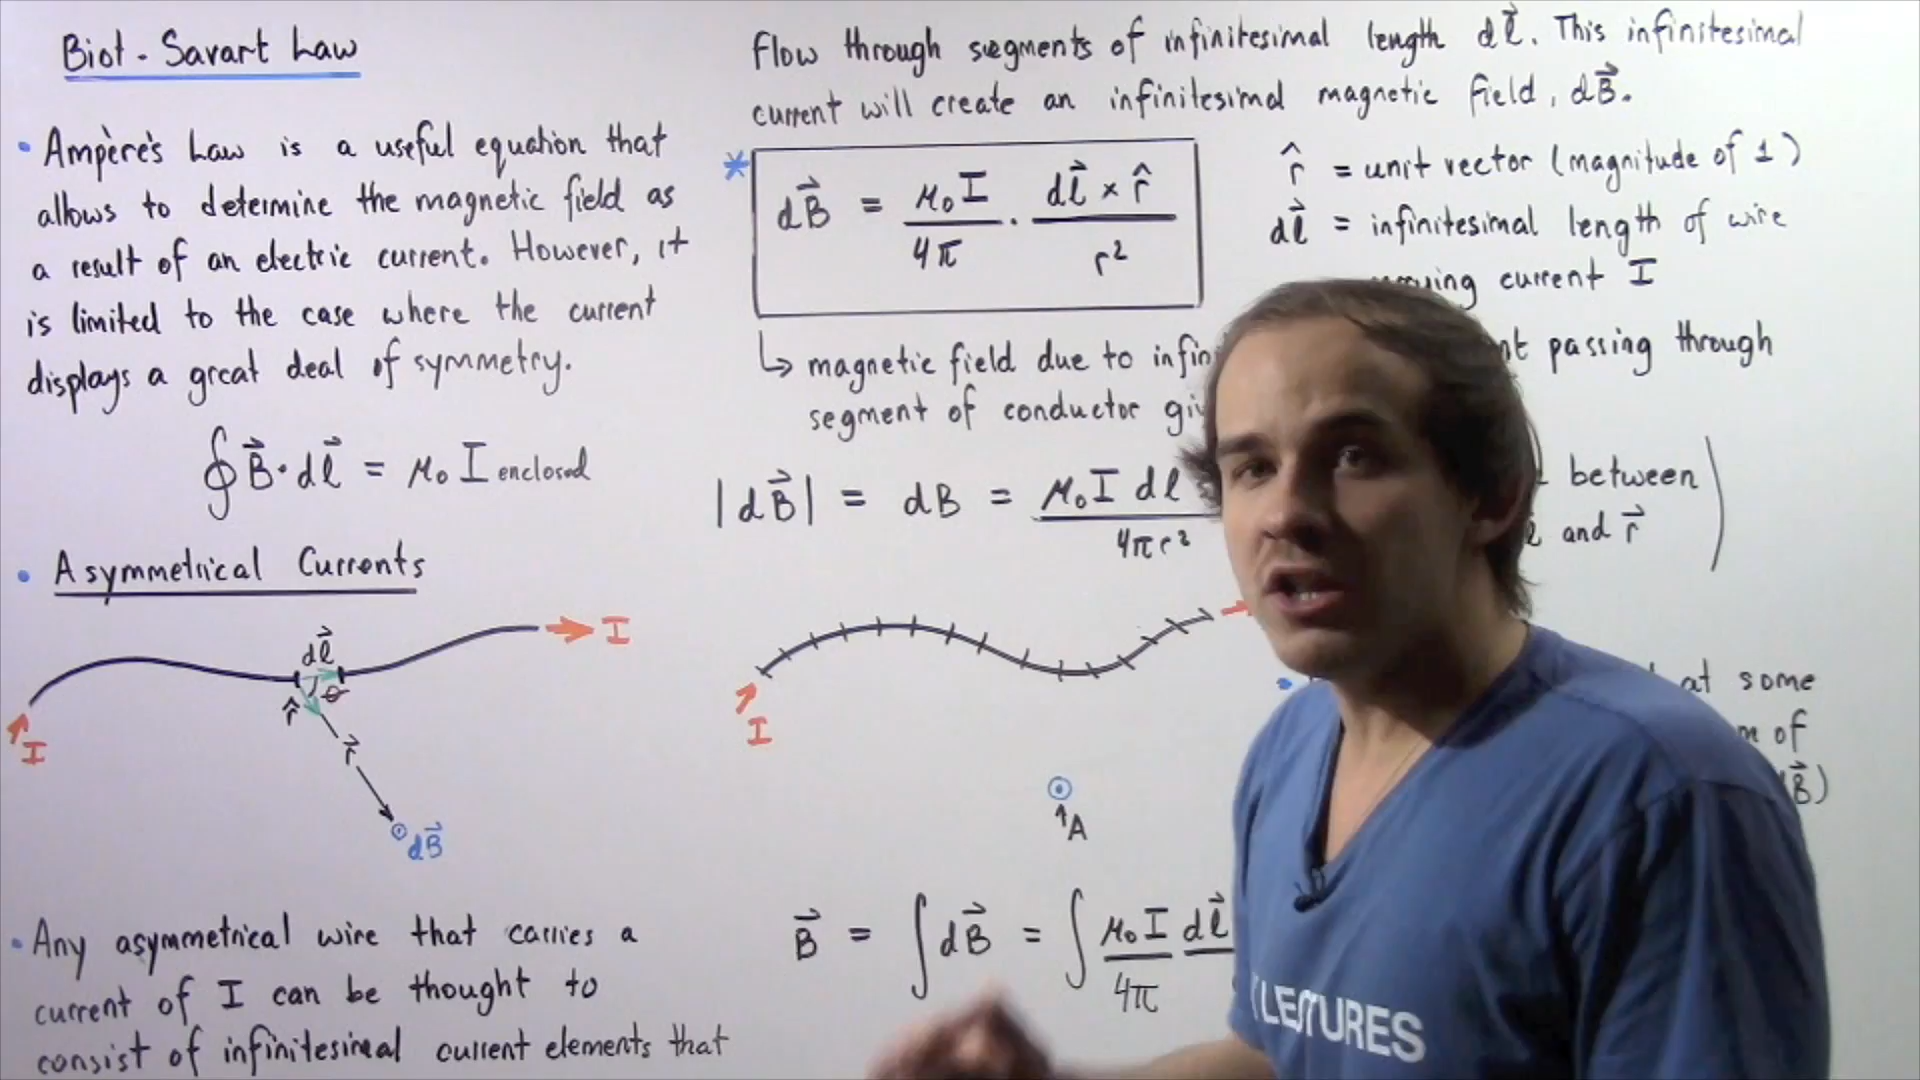 Biot-Savart Law
• Ampère's Law is a useful equation that
allows to determine the magnetic field as
a result of an electric current. However, it
is limited to the case where the current
displays a great deal of symmetry.
∮B⃗·dl⃗ = μ₀ I enclosed
• Asymmetrical Currents
I
dl⃗
θ
r̂
I
r⃗
dB⃗
• Any asymmetrical wire that carries a
current of I can be thought to
consist of infinitesimal current elements that
flow through segments of infinitesimal length dl⃗. This infinitesimal
current will create an infinitesimal magnetic field, dB⃗.
* dB⃗ = μ₀I/4π · dl⃗ × r̂/r²
r̂ = unit vector (magnitude of 1)
dl⃗ = infinitesimal length of wire
current I
↳ magnetic field due to
passing through
segment of conductor
|dB⃗| = dB = μ₀I dl/4πr²
between
and r⃗
I
A
at some
of
B⃗)
B⃗ = ∫dB⃗ = ∫ μ₀I/4π dl⃗
LECTURES